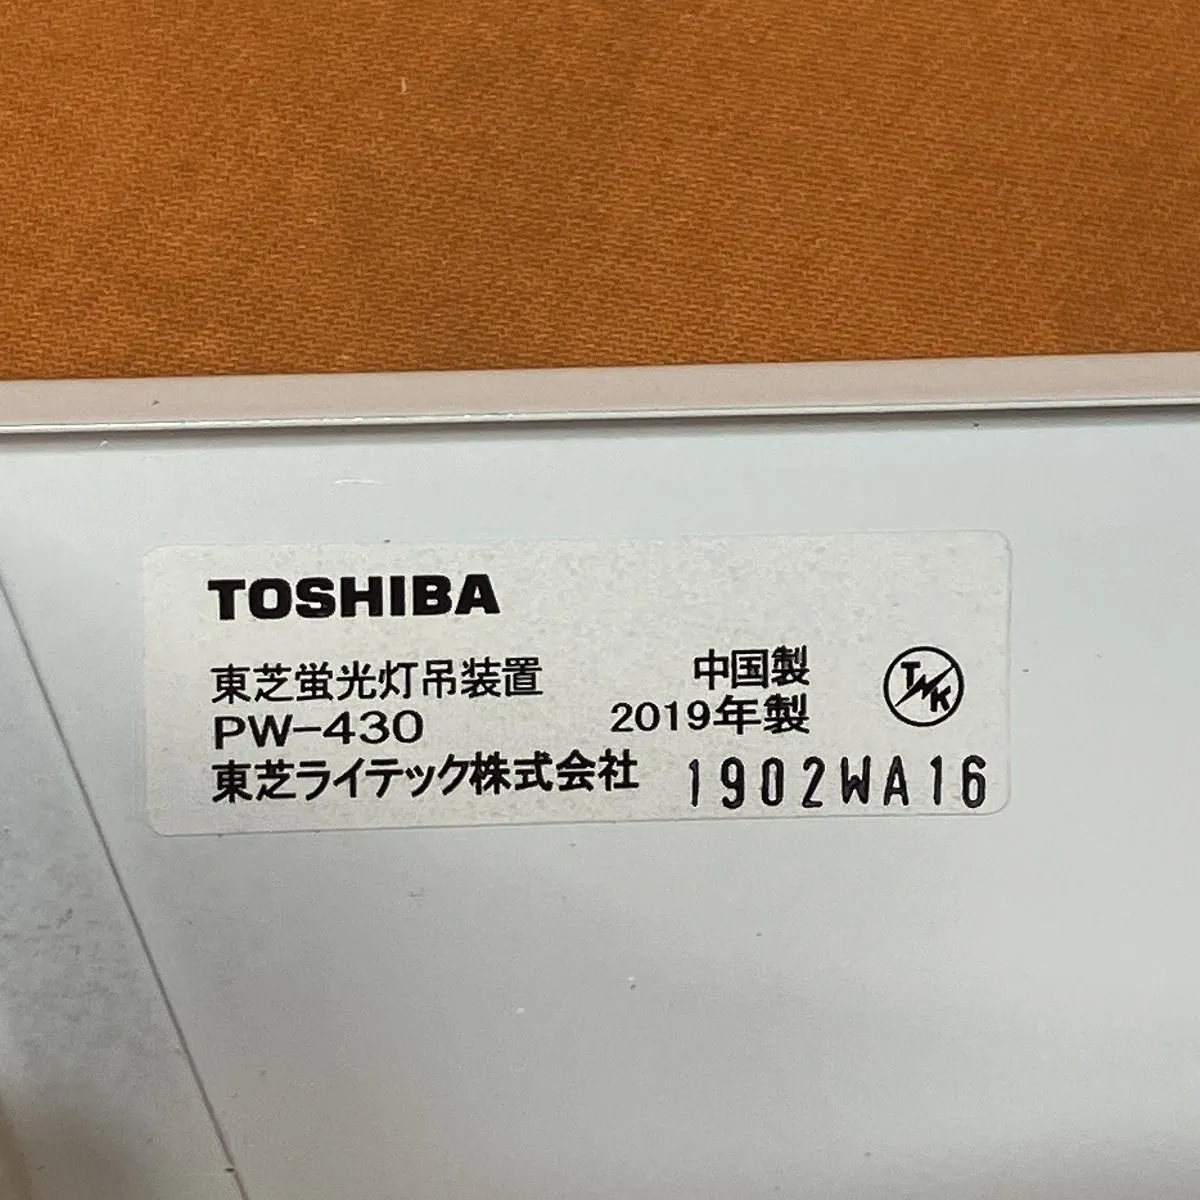 TOSHIBA
東芝蛍光灯吊装置
PW-430
東芝ライテック株式会社
中国製
2019年製
1902WA16
T K